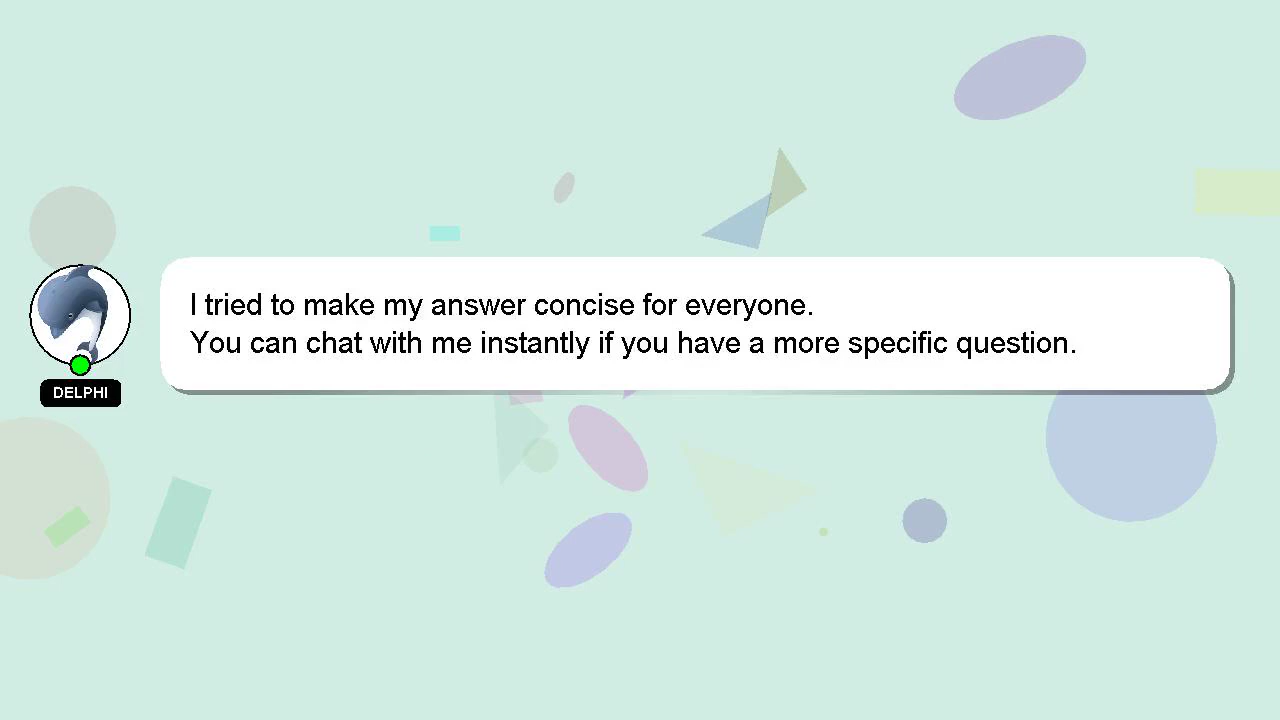 I tried to make my answer concise for everyone.
You can chat with me instantly if you have a more specific question.
DELPHI